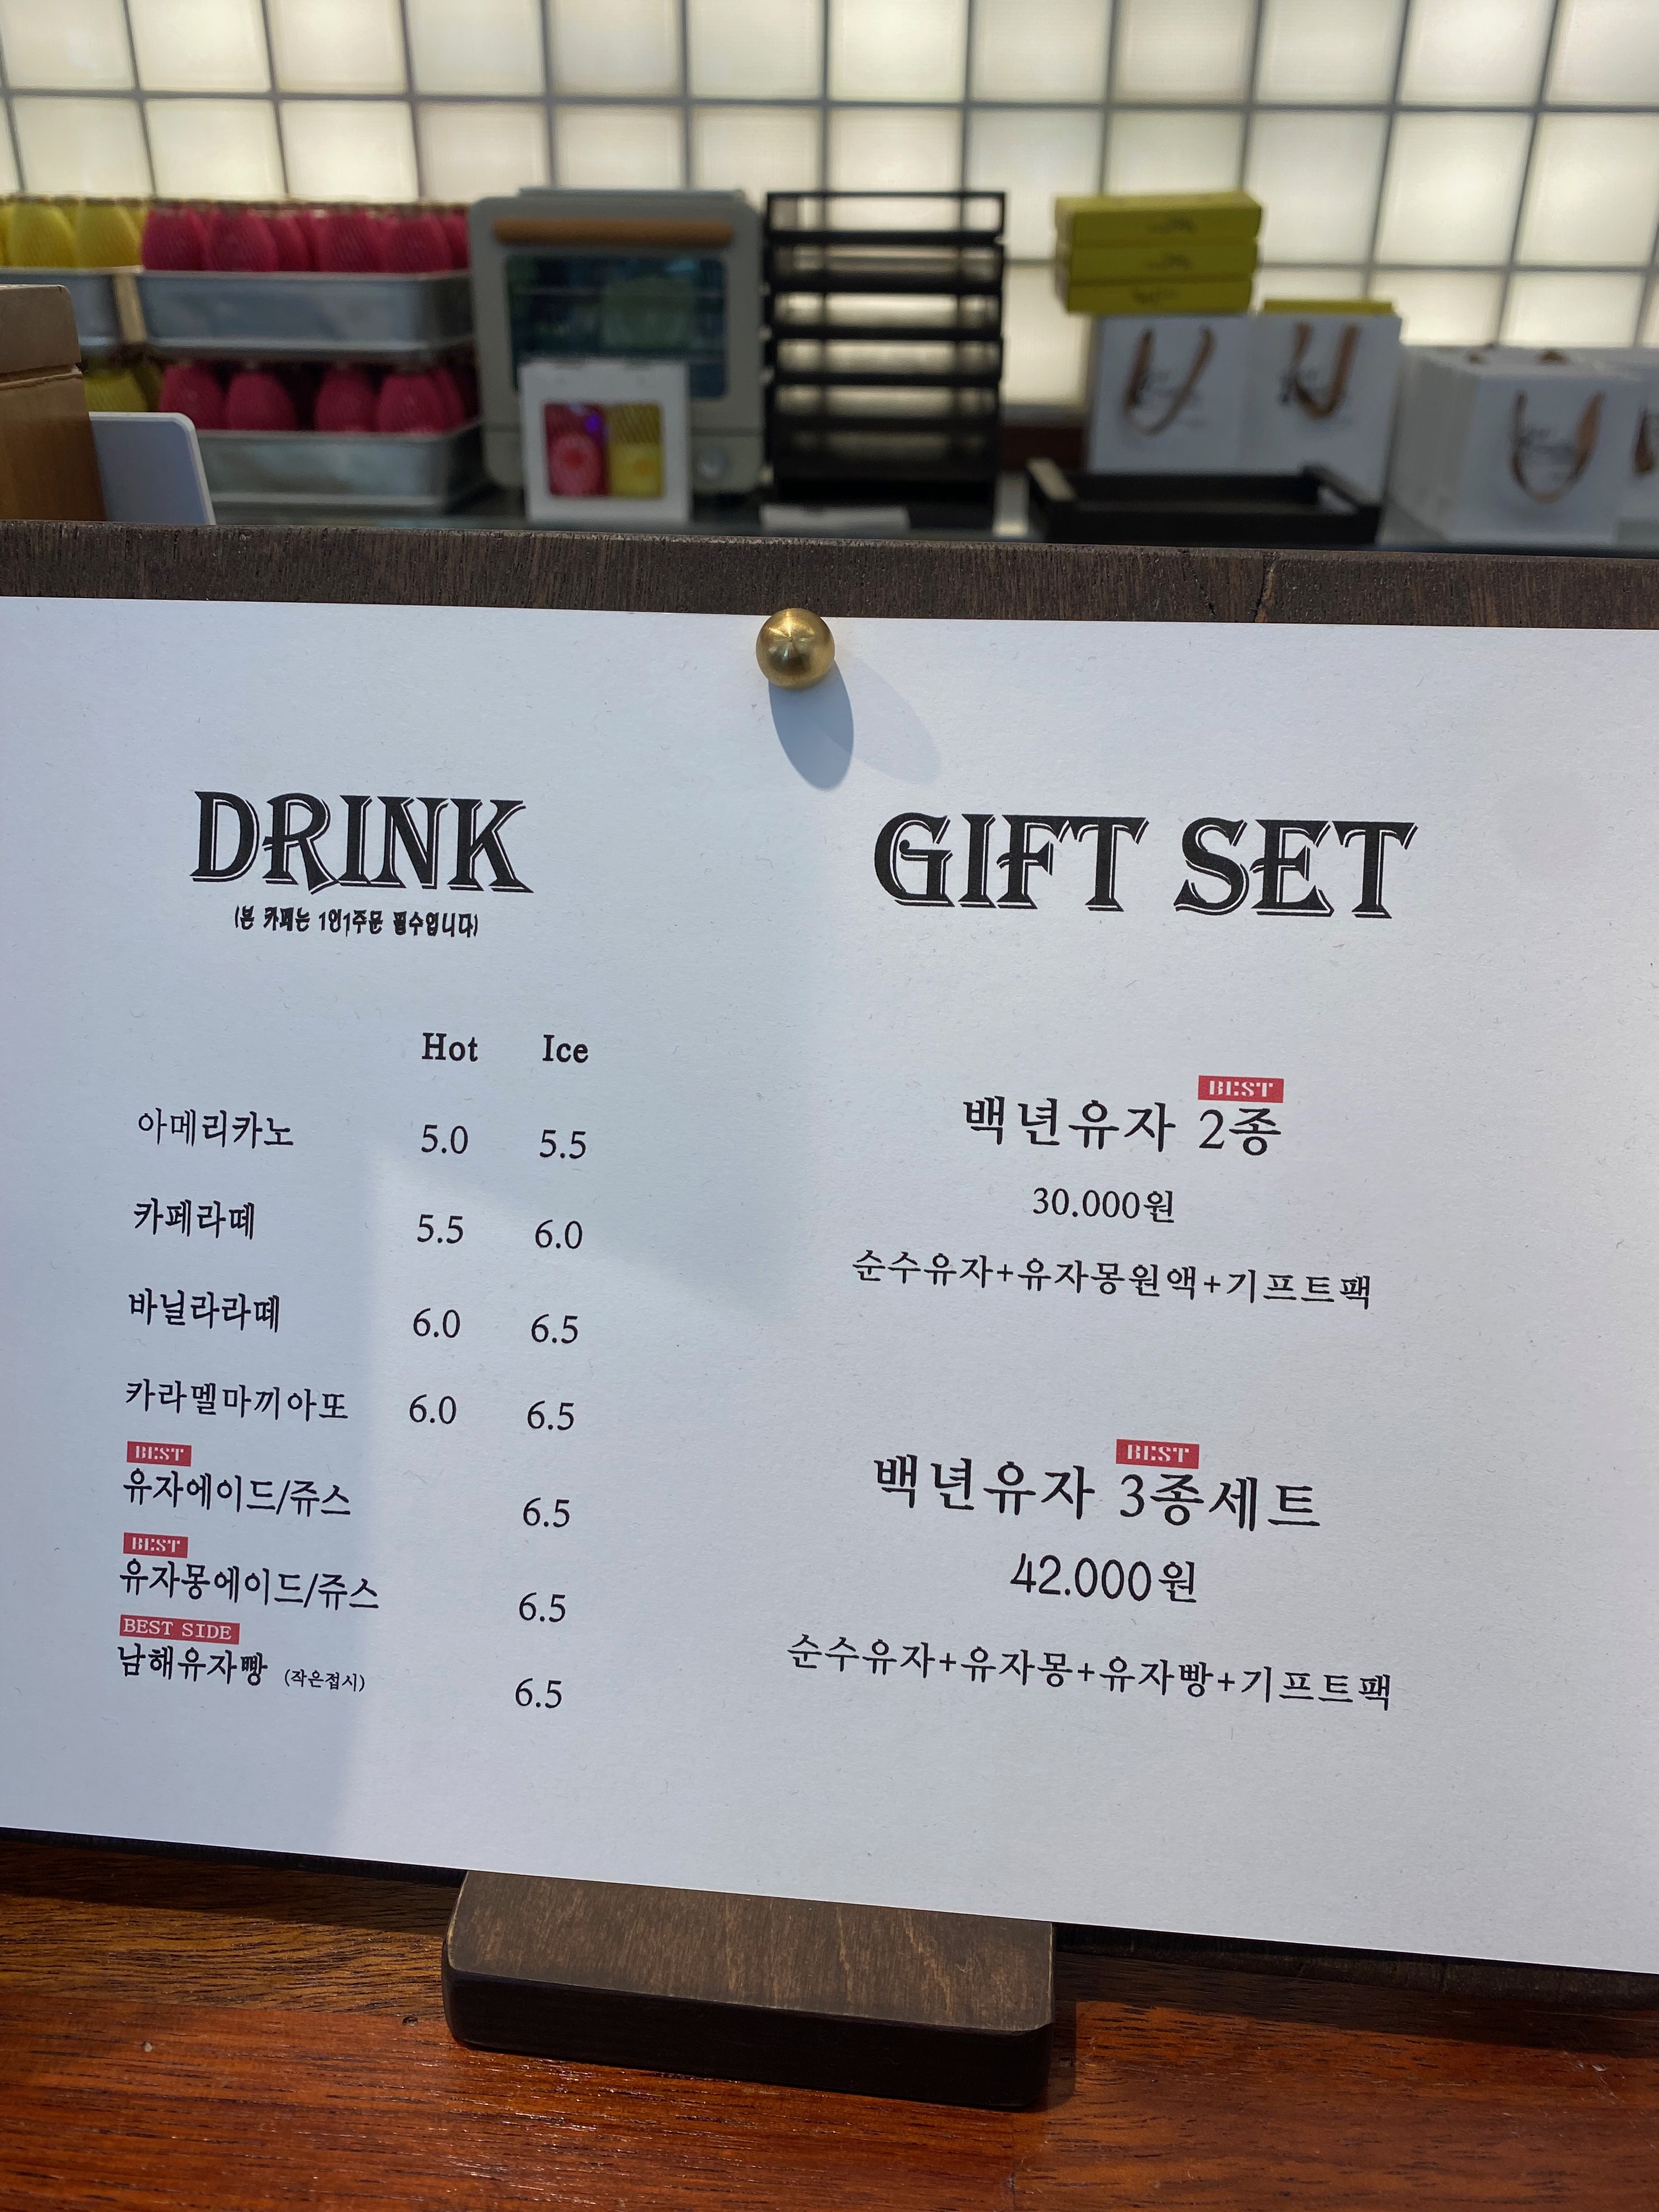 DRINK
(본 카페는 1인1주문 필수입니다)
Hot Ice
아메리카노 5.0 5.5
카페라떼 5.5 6.0
바닐라라떼 6.0 6.5
카라멜마끼아또 6.0 6.5
BEST
유자에이드/쥬스 6.5
BEST
유자몽에이드/쥬스 6.5
BEST SIDE
남해유자빵 (작은접시) 6.5
GIFT SET
BEST
백년유자 2종
30.000원
순수유자+유자몽원액+기프트팩
BEST
백년유자 3종세트
42.000원
순수유자+유자몽+유자빵+기프트팩